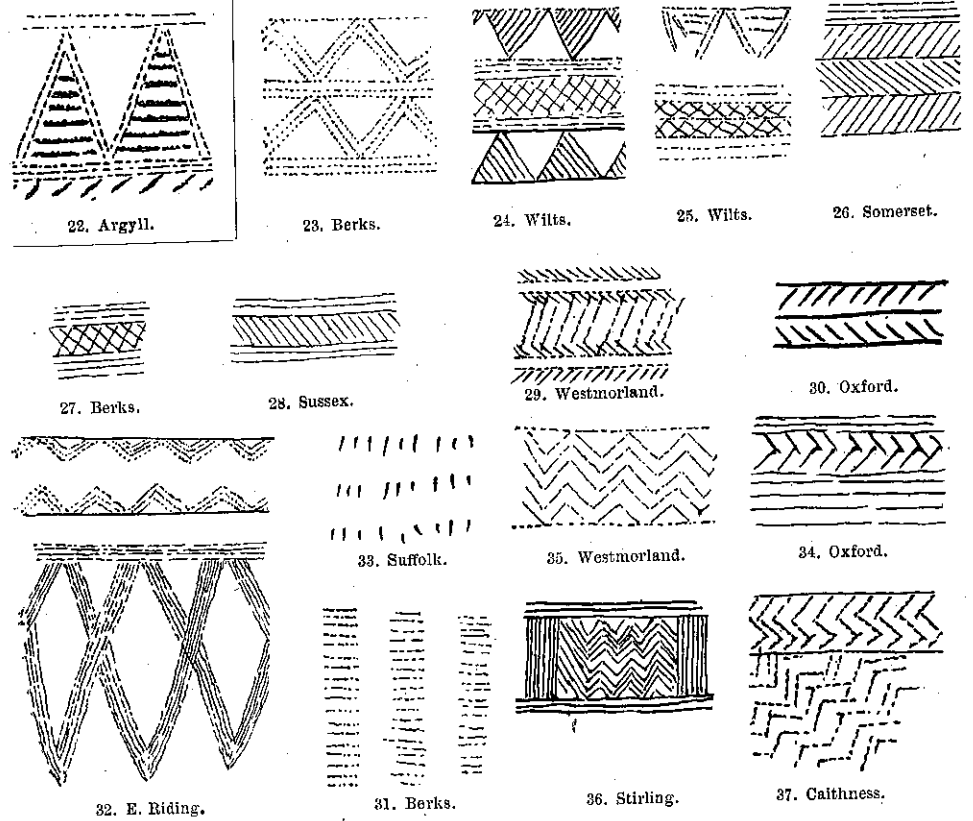 22. Argyll.
23. Berks.
24. Wilts.
25. Wilts.
26. Somerset.
27. Berks.
28. Sussex.
29. Westmorland.
30. Oxford.
33. Suffolk.
35. Westmorland.
34. Oxford.
32. E. Riding.
31. Berks.
36. Stirling.
37. Caithness.